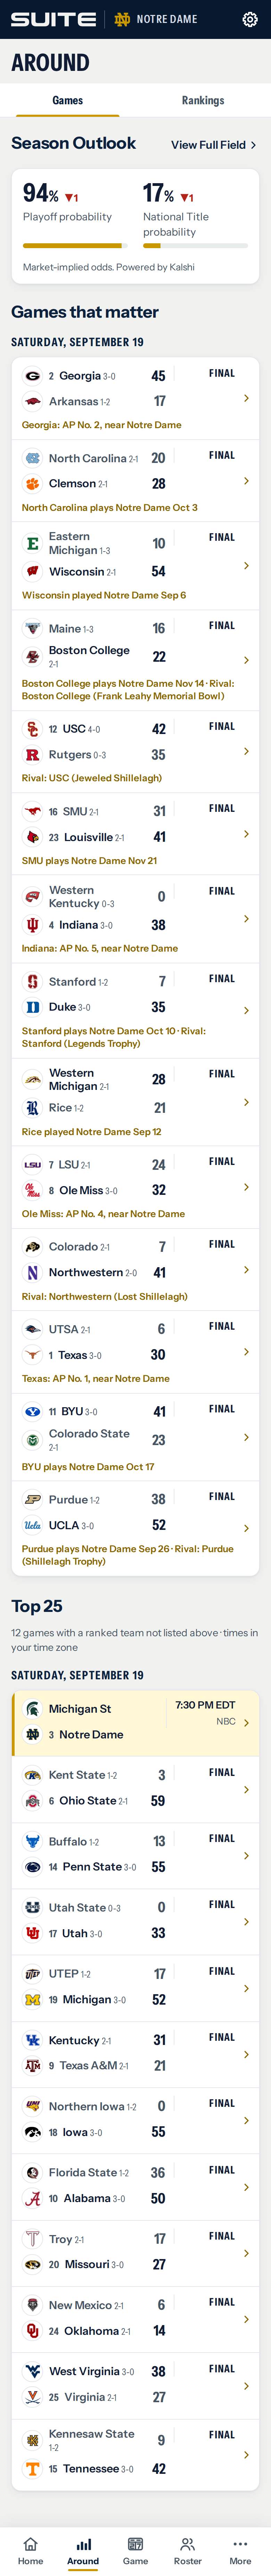 SUITE NOTRE DAME
AROUND
Games Rankings
Season Outlook View Full Field
94% ▼1 17% ▼1
Playoff probability National Title
probability
Market-implied odds. Powered by Kalshi
Games that matter
SATURDAY, SEPTEMBER 19
2 Georgia 3-0 45 FINAL
Arkansas 1-2 17
Georgia: AP No. 2, near Notre Dame
North Carolina 2-1 20 FINAL
Clemson 2-1 28
North Carolina plays Notre Dame Oct 3
Eastern
Michigan 1-3 10 FINAL
Wisconsin 2-1 54
Wisconsin played Notre Dame Sep 6
Maine 1-3 16 FINAL
Boston College
2-1 22
Boston College plays Notre Dame Nov 14 · Rival:
Boston College (Frank Leahy Memorial Bowl)
12 USC 4-0 42 FINAL
Rutgers 0-3 35
Rival: USC (Jeweled Shillelagh)
16 SMU 2-1 31 FINAL
23 Louisville 2-1 41
SMU plays Notre Dame Nov 21
Western
Kentucky 0-3 0 FINAL
4 Indiana 3-0 38
Indiana: AP No. 5, near Notre Dame
Stanford 1-2 7 FINAL
Duke 3-0 35
Stanford plays Notre Dame Oct 10 · Rival:
Stanford (Legends Trophy)
Western
Michigan 2-1 28 FINAL
Rice 1-2 21
Rice played Notre Dame Sep 12
LSU 7 LSU 2-1 24 FINAL
8 Ole Miss 3-0 32
Ole Miss: AP No. 4, near Notre Dame
Colorado 2-1 7 FINAL
Northwestern 2-0 41
Rival: Northwestern (Lost Shillelagh)
UTSA 2-1 6 FINAL
1 Texas 3-0 30
Texas: AP No. 1, near Notre Dame
11 BYU 3-0 41 FINAL
Colorado State
2-1 23
BYU plays Notre Dame Oct 17
Purdue 1-2 38 FINAL
Ucla UCLA 3-0 52
Purdue plays Notre Dame Sep 26 · Rival: Purdue
(Shillelagh Trophy)
Top 25
12 games with a ranked team not listed above · times in
your time zone
SATURDAY, SEPTEMBER 19
Michigan St 7:30 PM EDT
3 Notre Dame NBC
Kent State 1-2 3 FINAL
6 Ohio State 2-1 59
Buffalo 1-2 13 FINAL
14 Penn State 3-0 55
Utah State 0-3 0 FINAL
17 Utah 3-0 33
UTEP 1-2 17 FINAL
19 Michigan 3-0 52
Kentucky 2-1 31 FINAL
9 Texas A&M 2-1 21
Northern Iowa 1-2 0 FINAL
18 Iowa 3-0 55
Florida State 1-2 36 FINAL
10 Alabama 3-0 50
Troy 2-1 17 FINAL
20 Missouri 3-0 27
New Mexico 2-1 6 FINAL
24 Oklahoma 2-1 14
West Virginia 3-0 38 FINAL
25 Virginia 2-1 27
Kennesaw State
1-2 9 FINAL
15 Tennessee 3-0 42
Home Around Game Roster More